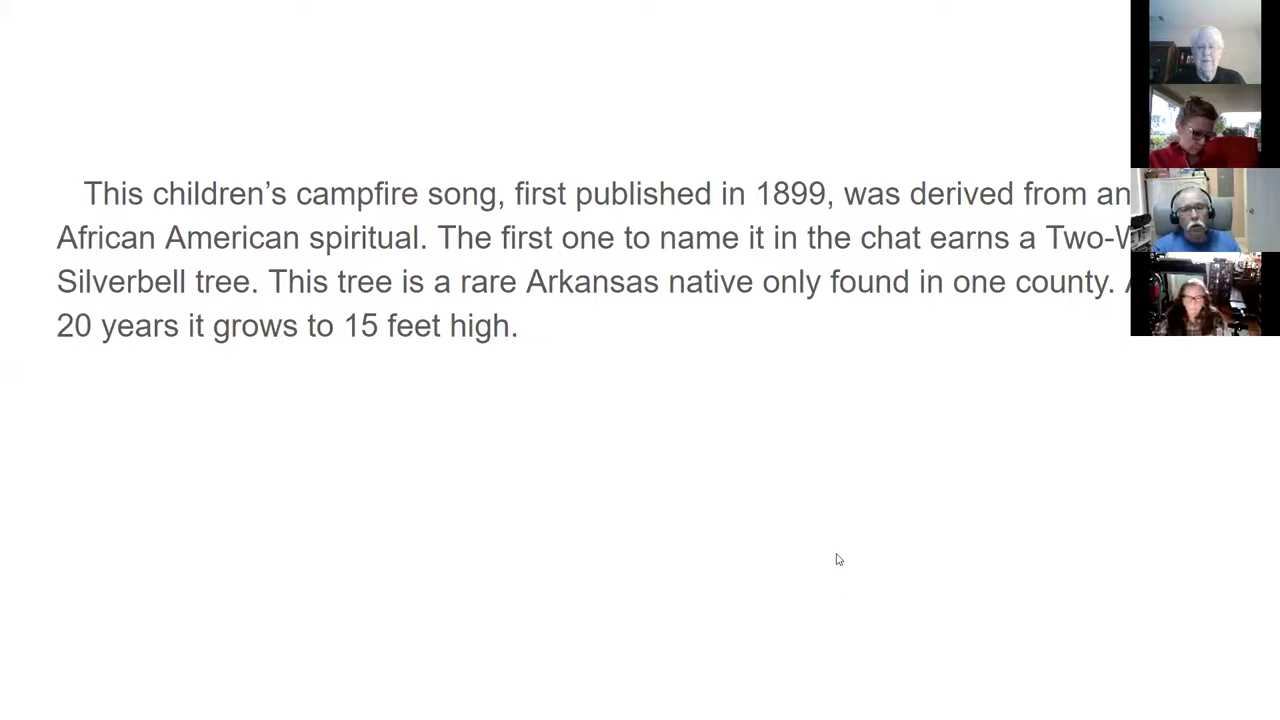 This children’s campfire song, first published in 1899, was derived from an
African American spiritual. The first one to name it in the chat earns a
Silverbell tree. This tree is a rare Arkansas native only found in one county.
20 years it grows to 15 feet high.